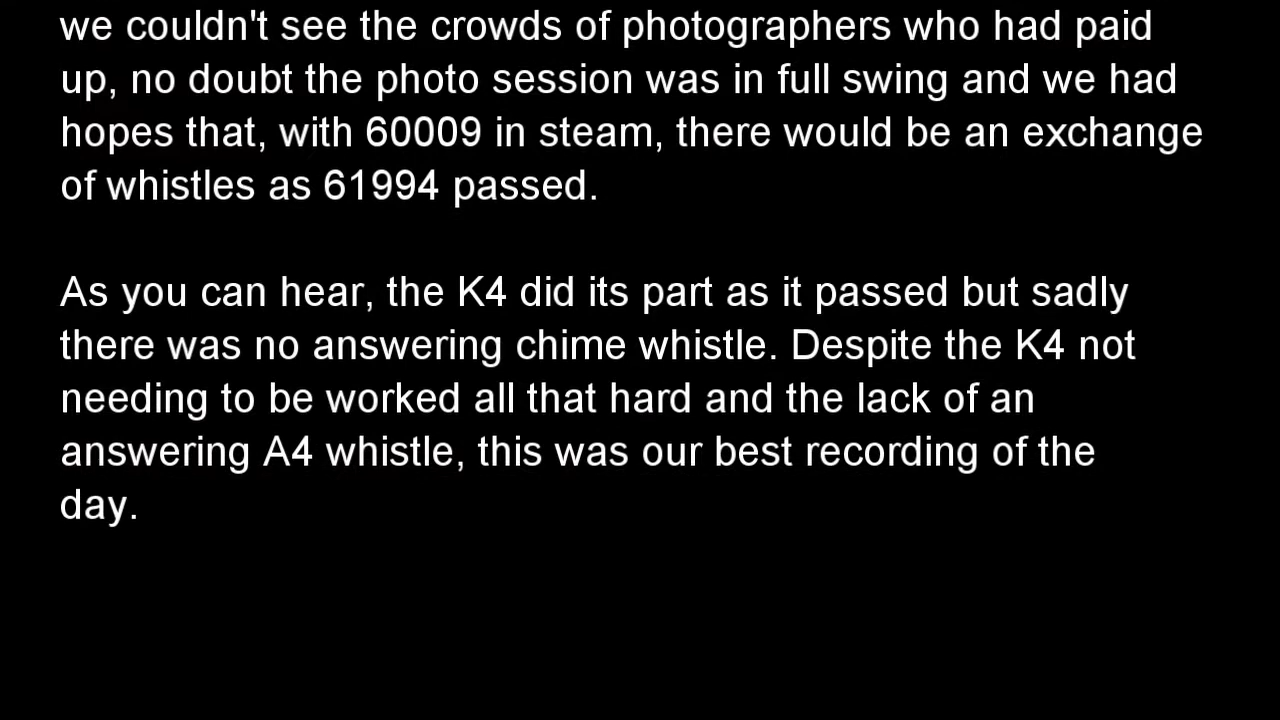 we couldn't see the crowds of photographers who had paid
up, no doubt the photo session was in full swing and we had
hopes that, with 60009 in steam, there would be an exchange
of whistles as 61994 passed.
As you can hear, the K4 did its part as it passed but sadly
there was no answering chime whistle. Despite the K4 not
needing to be worked all that hard and the lack of an
answering A4 whistle, this was our best recording of the
day.